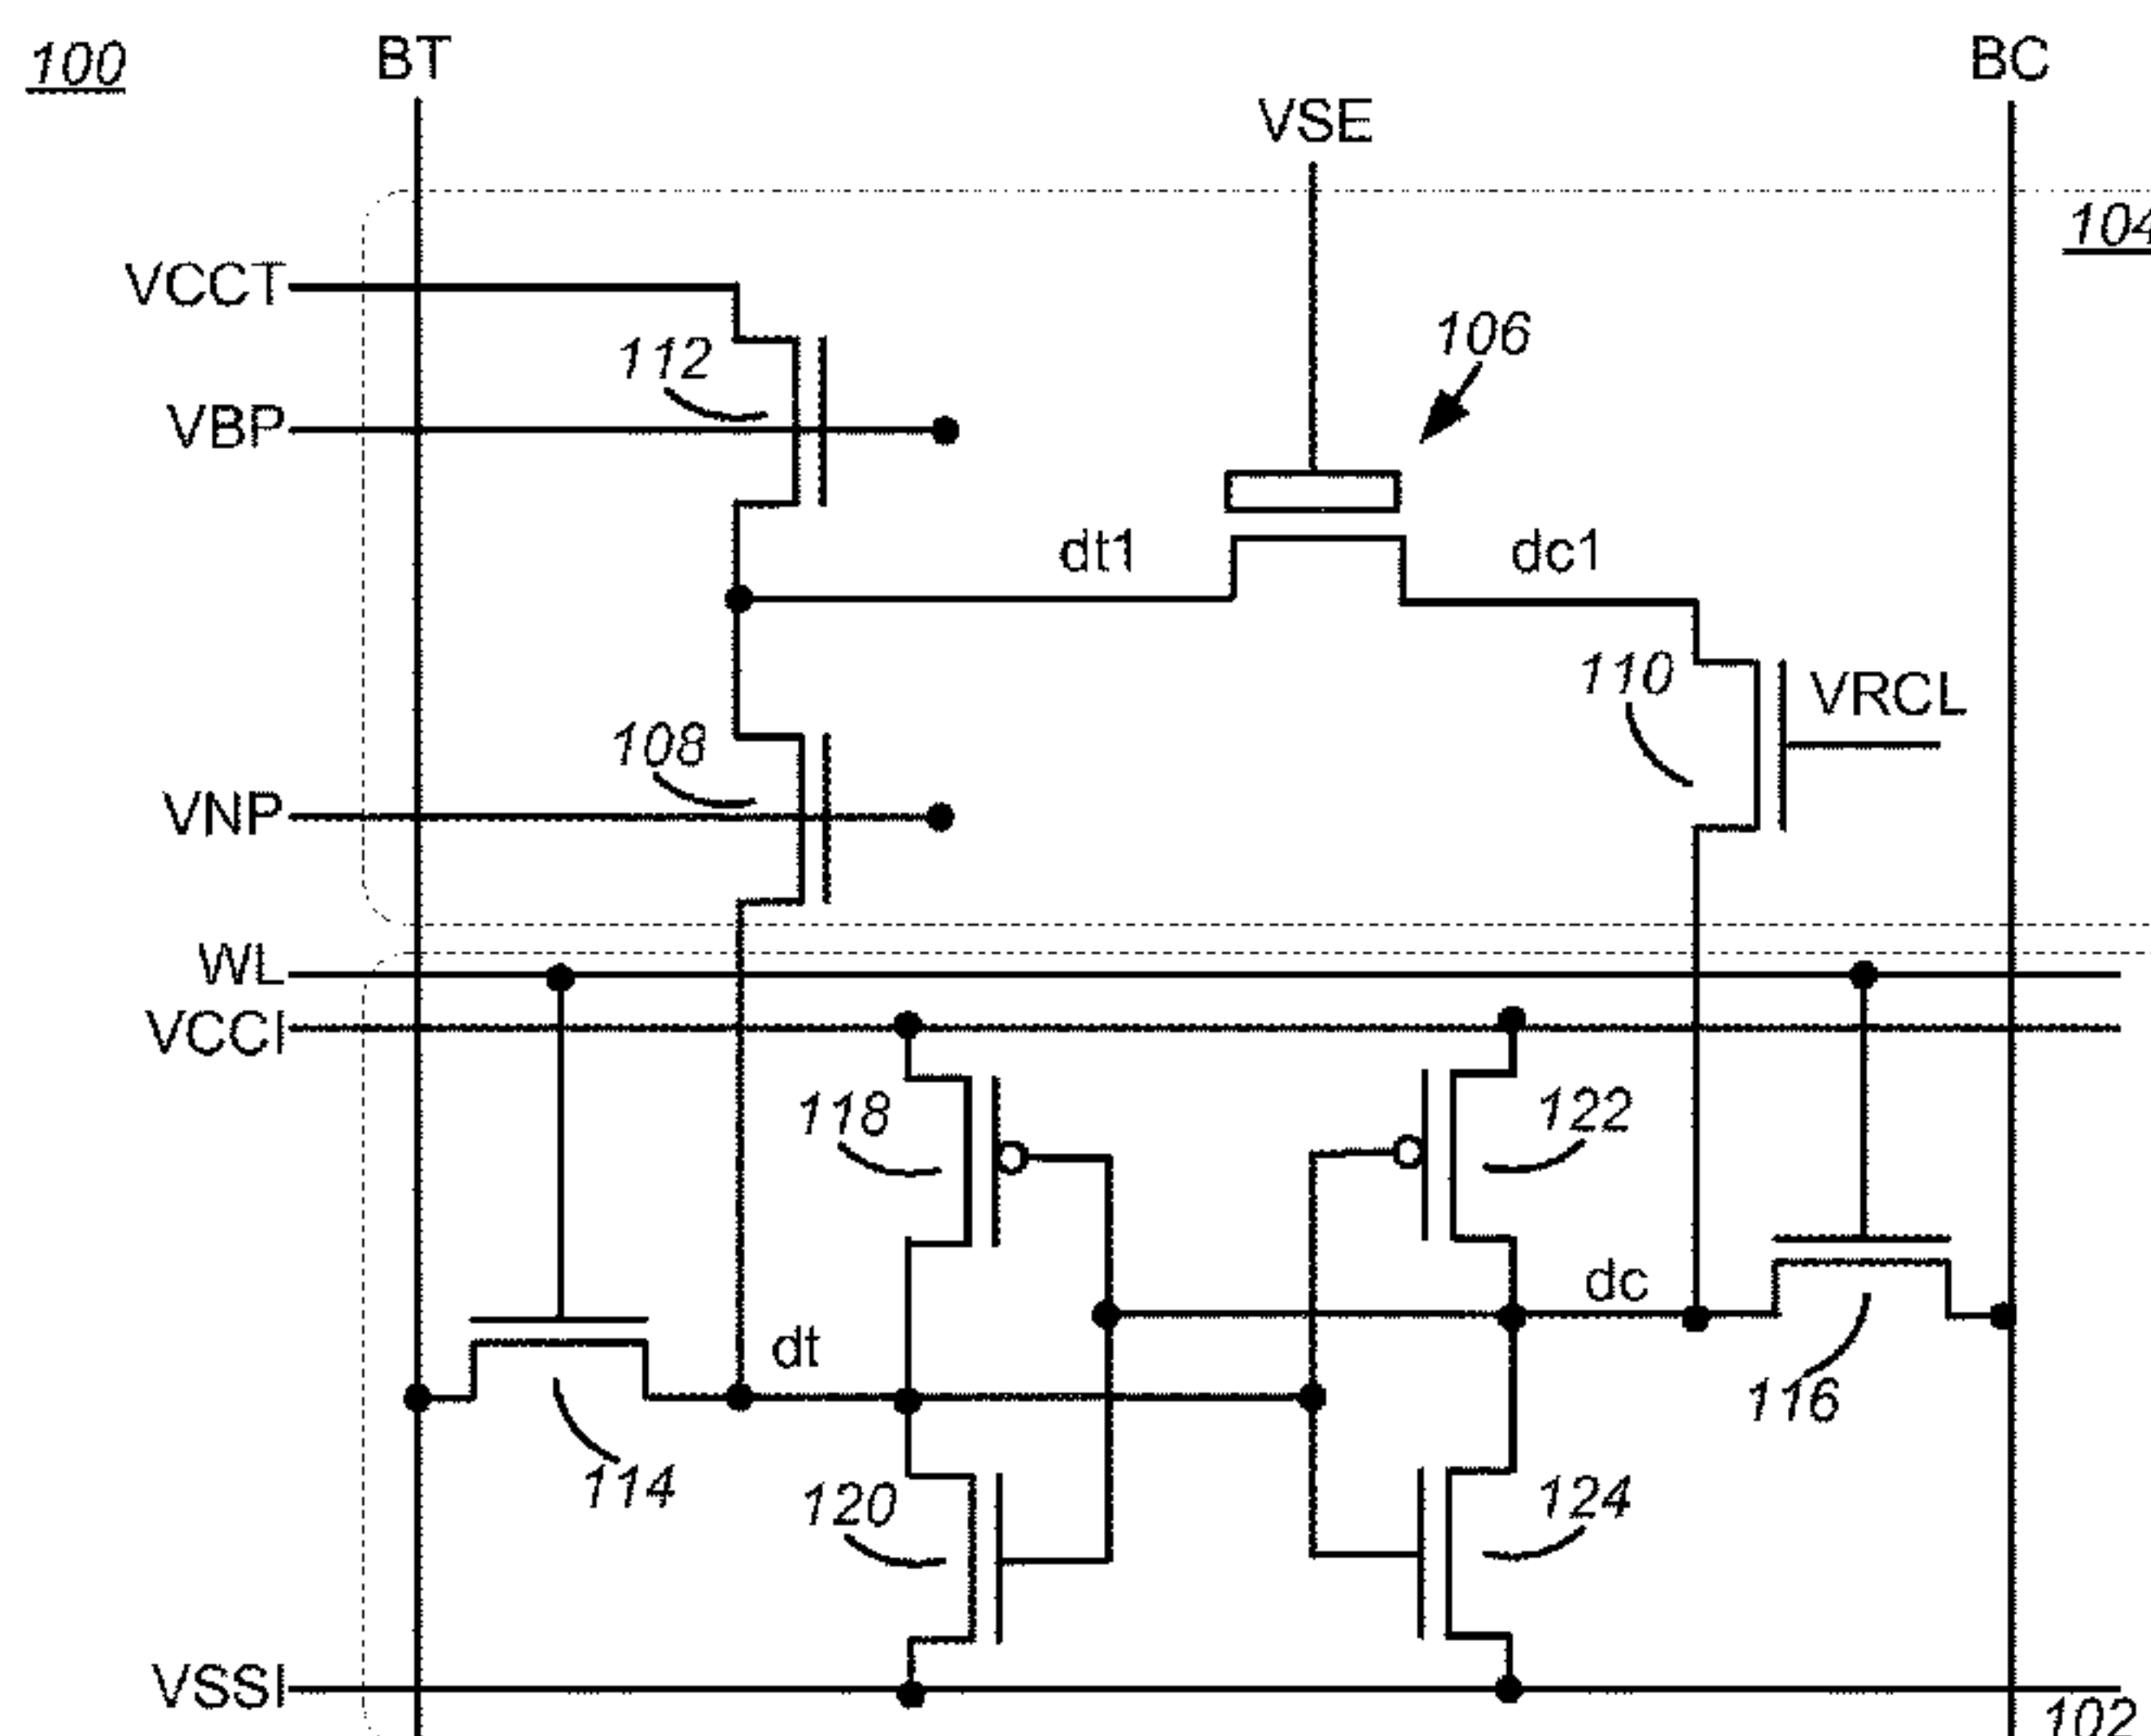 100
BT
BC
VSE
104
VCCT
112
106
VBP
dt1
dc1
110
VRCL
108
VNP
WL
VCCI
118
122
dc
dt
116
114
120
124
VSSI
102